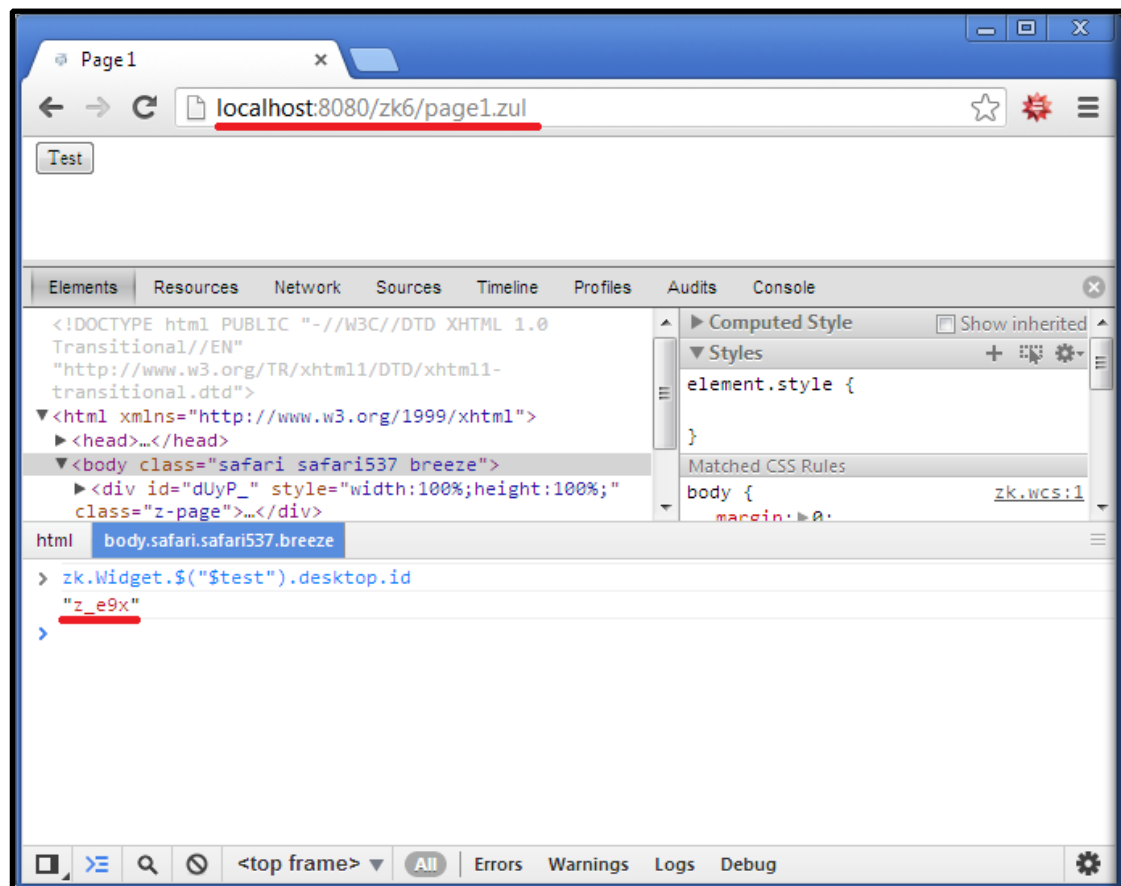 Page 1
localhost:8080/zk6/page1.zul
Test
Elements Resources Network Sources Timeline Profiles Audits Console
<!DOCTYPE html PUBLIC "-//W3C//DTD XHTML 1.0
Transitional//EN"
"http://www.w3.org/TR/xhtml1/DTD/xhtml1-
transitional.dtd">
▼<html xmlns="http://www.w3.org/1999/xhtml">
▶<head>…</head>
▼<body class="safari safari537 breeze">
▶<div id="dUyP_" style="width:100%;height:100%;"
class="z-page">…</div>
▶ Computed Style Show inherited
▼ Styles
element.style {
}
Matched CSS Rules
body { zk.wcs:1
margin:▶0;
html body.safari.safari537.breeze
> zk.Widget.$("$test").desktop.id
"z_e9x"
>
<top frame> ▼ All Errors Warnings Logs Debug